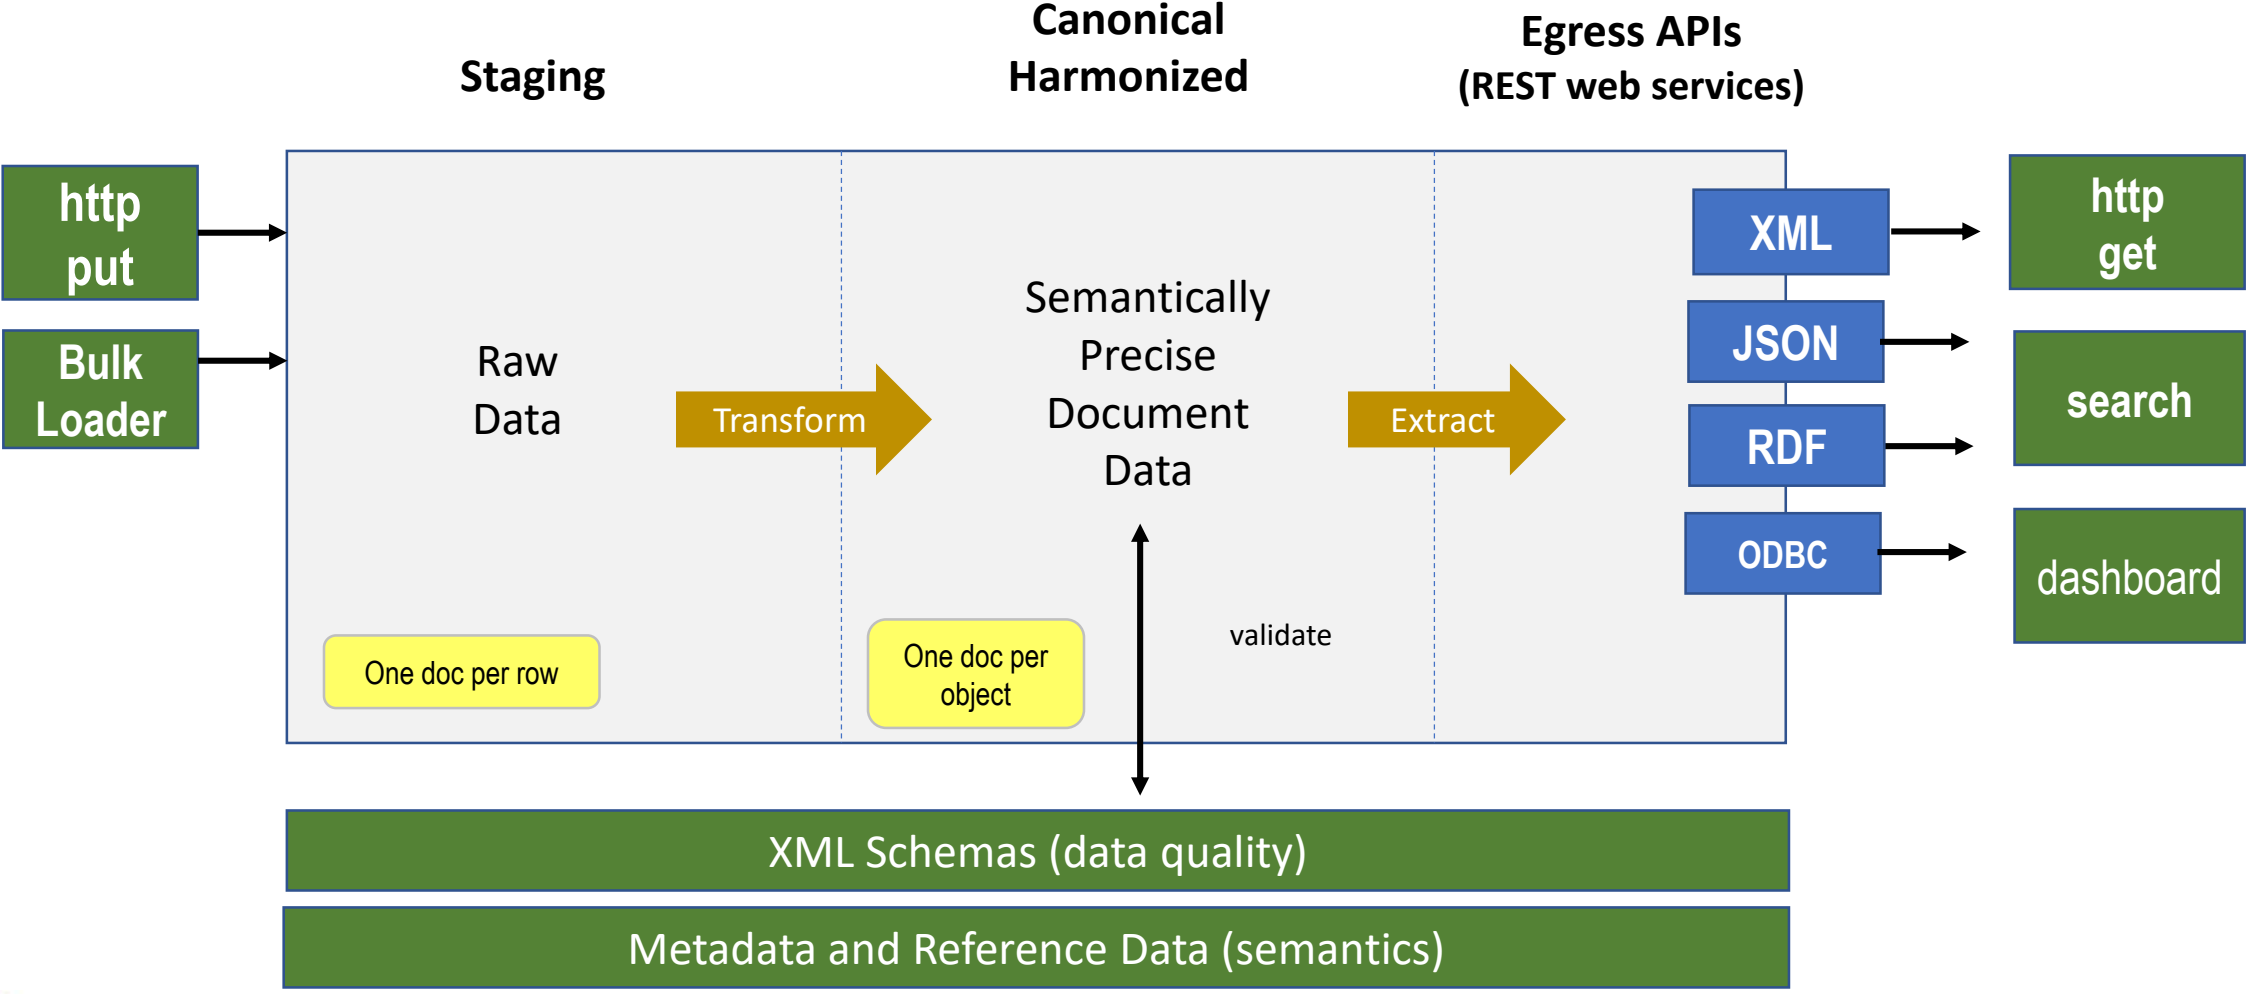 Staging
Canonical
Harmonized
Egress APIs
(REST web services)
http
put
Bulk
Loader
Raw
Data
One doc per row
Transform
Semantically
Precise
Document
Data
One doc per
object
validate
Extract
XML
JSON
RDF
ODBC
http
get
search
dashboard
XML Schemas (data quality)
Metadata and Reference Data (semantics)